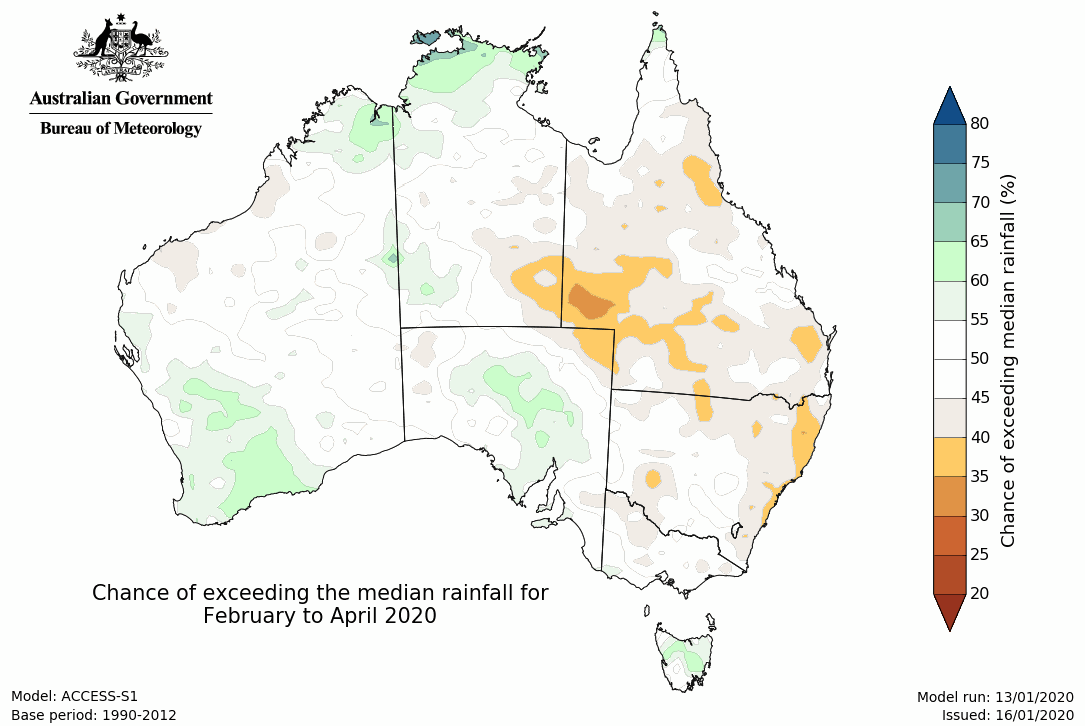 Australian Government
Bureau of Meteorology
80
75
70
65
60
55
50
45
40
35
30
25
20
Chance of exceeding median rainfall (%)
Chance of exceeding the median rainfall for
February to April 2020
Model: ACCESS-S1
Base period: 1990-2012
Model run: 13/01/2020
Issued: 16/01/2020